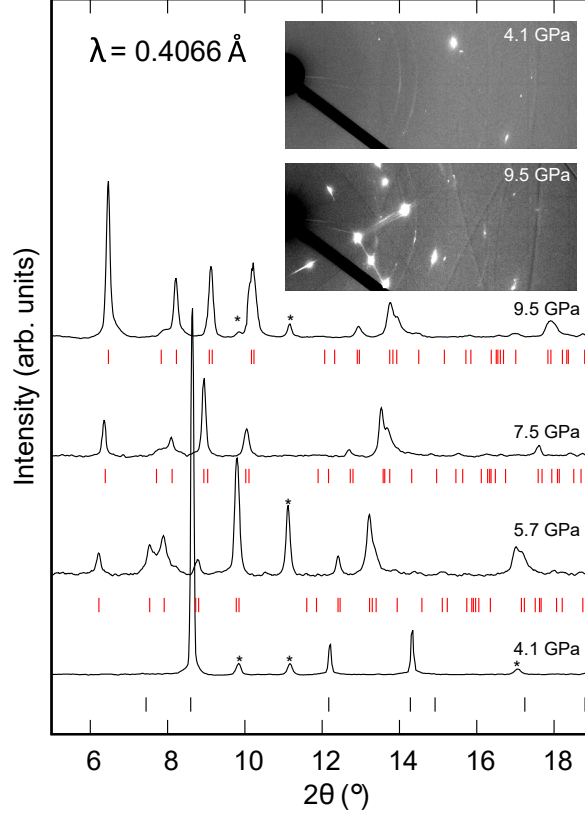 λ = 0.4066 Å
4.1 GPa
9.5 GPa
9.5 GPa
* *
7.5 GPa
5.7 GPa
*
4.1 GPa
* * *
6 8 10 12 14 16 18
2θ (°)
Intensity (arb. units)